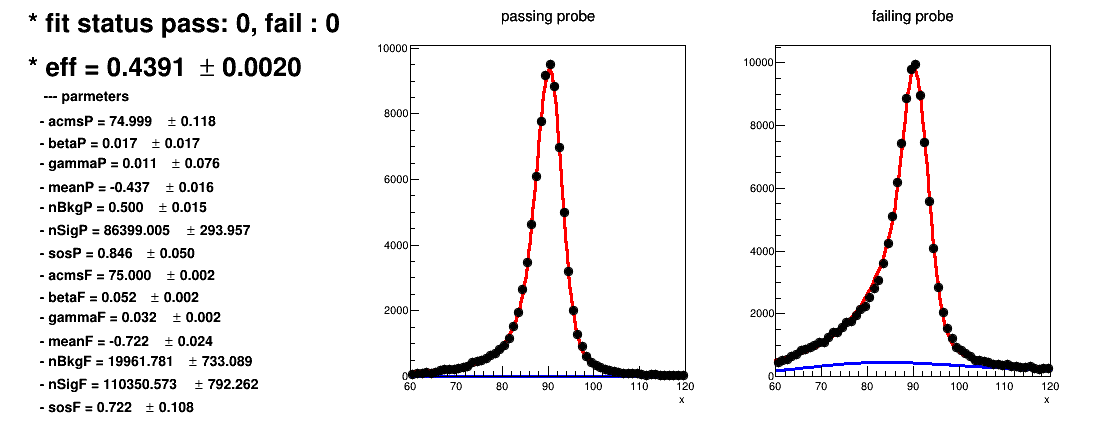 * fit status pass: 0, fail : 0
* eff = 0.4391 ± 0.0020
--- parmeters
- acmsP = 74.999 ± 0.118
- betaP = 0.017 ± 0.017
- gammaP = 0.011 ± 0.076
- meanP = -0.437 ± 0.016
- nBkgP = 0.500 ± 0.015
- nSigP = 86399.005 ± 293.957
- sosP = 0.846 ± 0.050
- acmsF = 75.000 ± 0.002
- betaF = 0.052 ± 0.002
- gammaF = 0.032 ± 0.002
- meanF = -0.722 ± 0.024
- nBkgF = 19961.781 ± 733.089
- nSigF = 110350.573 ± 792.262
- sosF = 0.722 ± 0.108
passing probe
10000
8000
6000
4000
2000
0
60 70 80 90 100 110 120
x
failing probe
10000
8000
6000
4000
2000
0
60 70 80 90 100 110 120
x